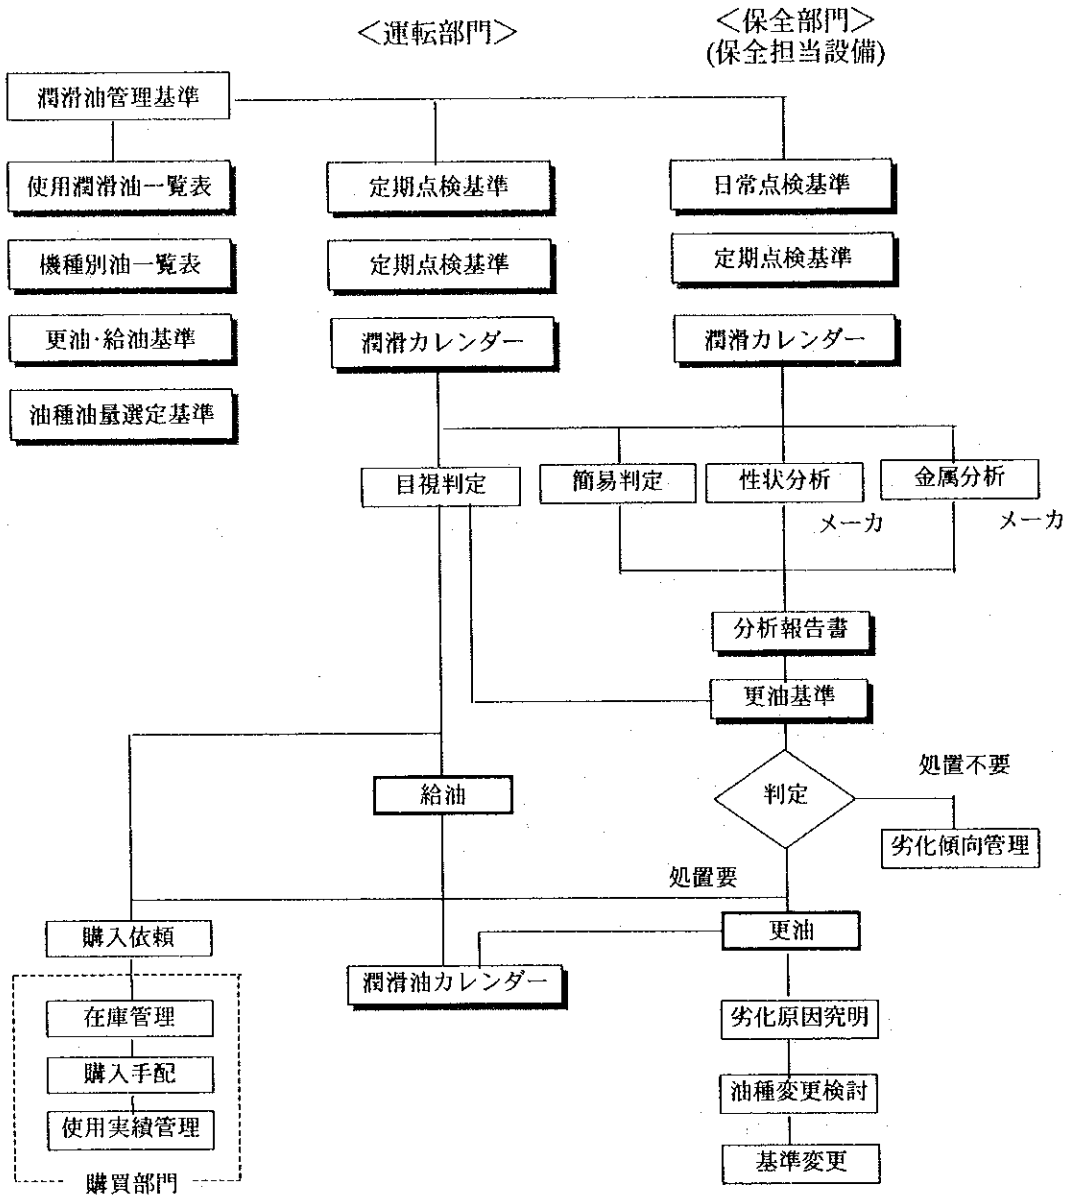 ＜運転部門＞
＜保全部門＞
(保全担当設備)
潤滑油管理基準
使用潤滑油一覧表
定期点検基準
日常点検基準
機種別油一覧表
定期点検基準
定期点検基準
更油･給油基準
潤滑カレンダー
潤滑カレンダー
油種油量選定基準
目視判定
簡易判定
性状分析
金属分析
メーカ
メーカ
分析報告書
更油基準
判定
処置不要
給油
劣化傾向管理
処置要
購入依頼
更油
潤滑油カレンダー
在庫管理
劣化原因究明
購入手配
油種変更検討
使用実績管理
基準変更
購買部門